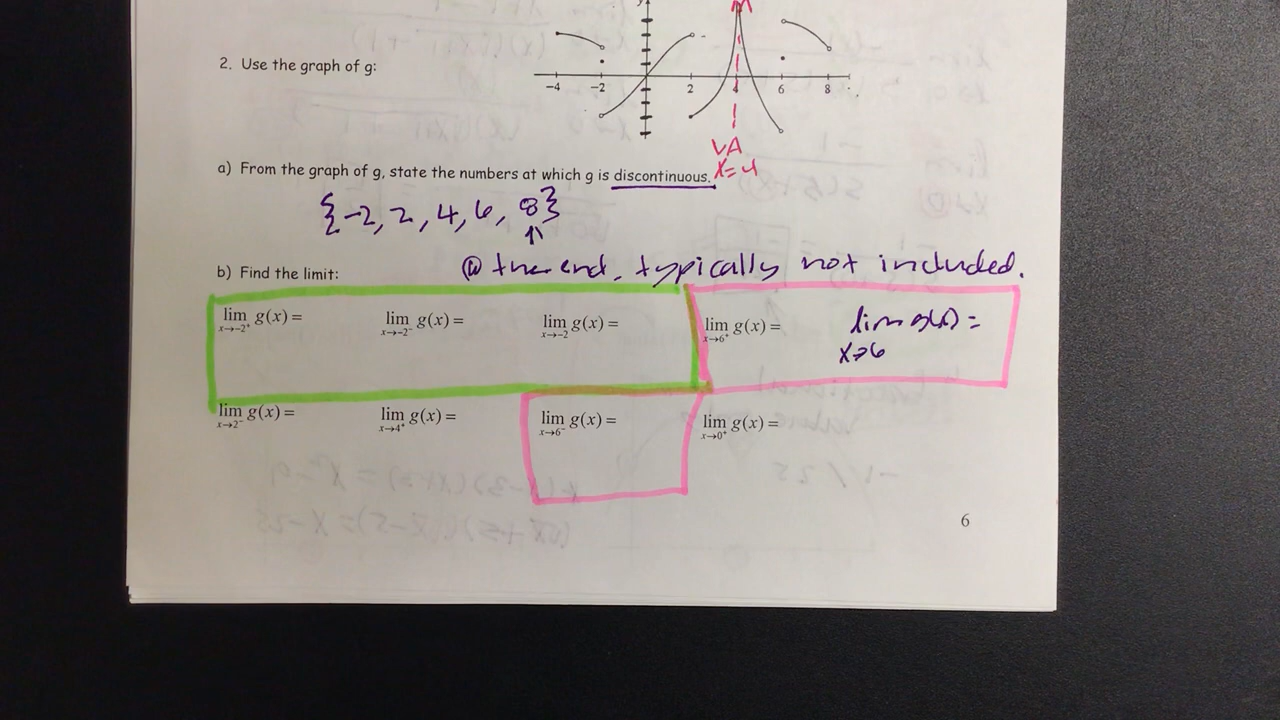 y
2. Use the graph of g:
-4 -2 2 4 6 8
VA
x=4
a) From the graph of g, state the numbers at which g is discontinuous.
{-2, 2, 4, 6, 8}
b) Find the limit:
@ the end, typically not included.
lim x→-2⁺ g(x) = lim x→-2⁻ g(x) = lim x→-2 g(x) = lim x→6⁺ g(x) = lim x→6 g(x) =
lim x→2⁻ g(x) = lim x→4⁺ g(x) = lim x→6⁻ g(x) = lim x→0⁺ g(x) =
6